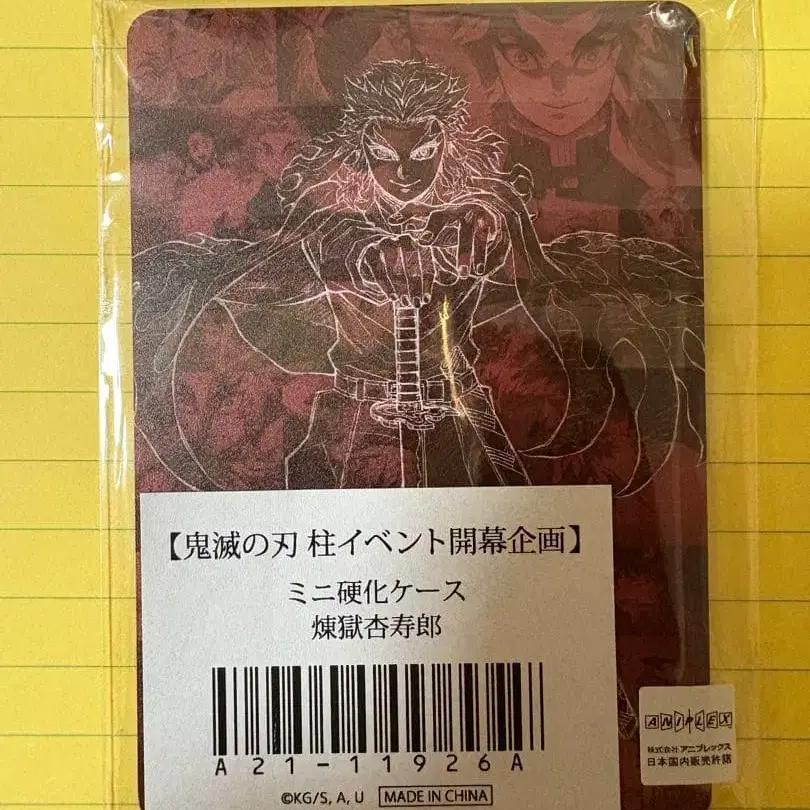 【鬼滅の刃 柱イベント開幕企画】
ミニ硬化ケース
煉獄杏寿郎
A21-11926A
©KG/S, A, U MADE IN CHINA
ANIPLEX
株式会社 アニプレックス
日本国内販売許諾